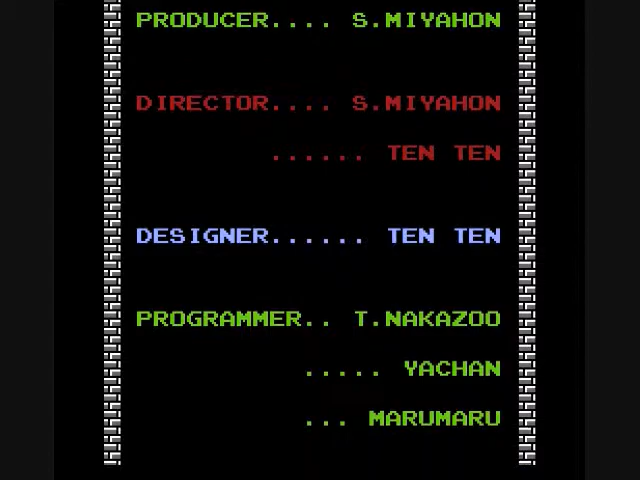 PRODUCER.... S.MIYAHON
DIRECTOR.... S.MIYAHON
...... TEN TEN
DESIGNER...... TEN TEN
PROGRAMMER.. T.NAKAZOO
..... YACHAN
... MARUMARU